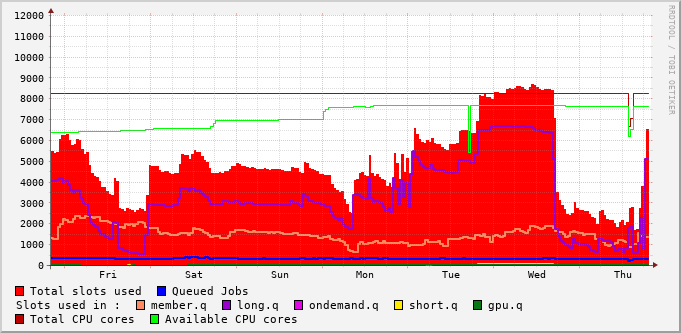 RRDTOOL / TOBI OETIKER
12000
11000
10000
9000
8000
7000
6000
5000
4000
3000
2000
1000
0
Fri Sat Sun Mon Tue Wed Thu
Total slots used Queued Jobs
Slots used in : member.q long.q ondemand.q short.q gpu.q
Total CPU cores Available CPU cores